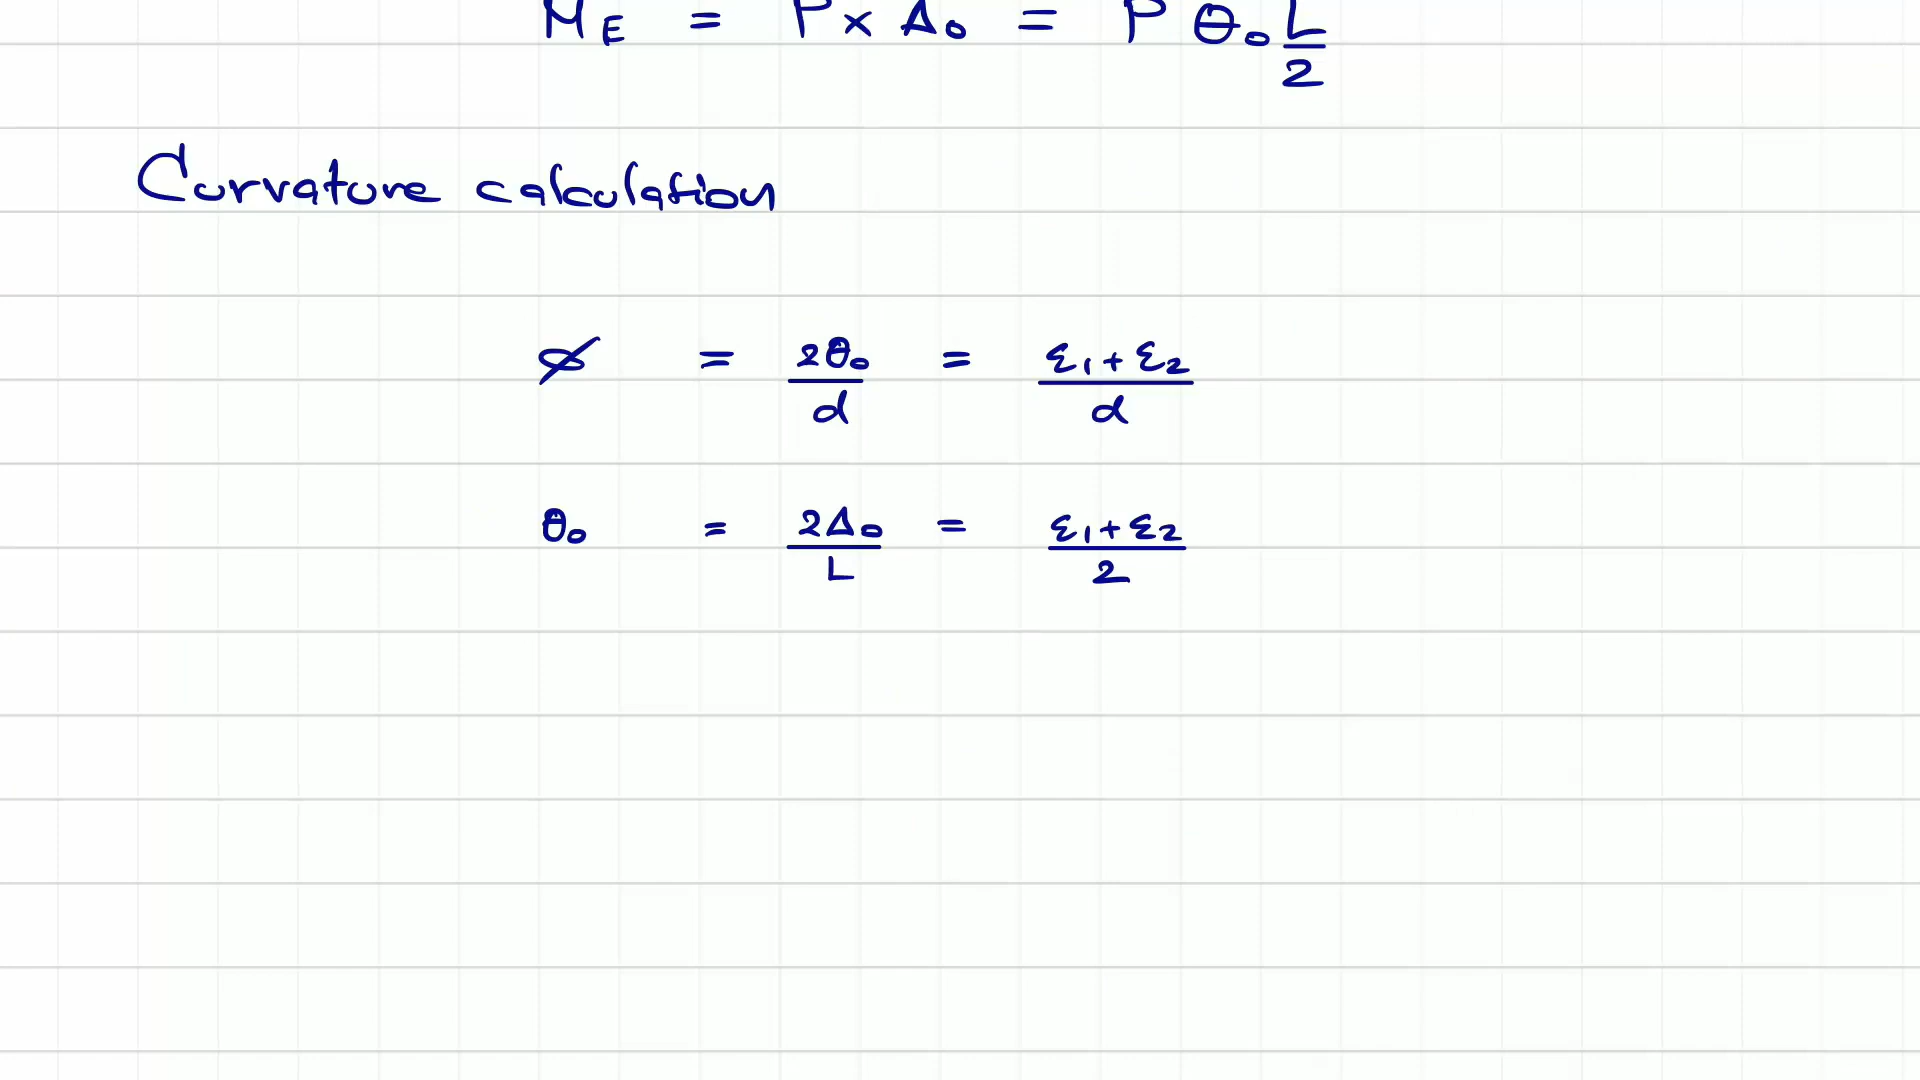 M_E = P × Δ₀ = P θ₀ L/2
Curvature calculation
ϕ = 2θ₀/d = (ε₁+ε₂)/d
θ₀ = 2Δ₀/L = (ε₁+ε₂)/2